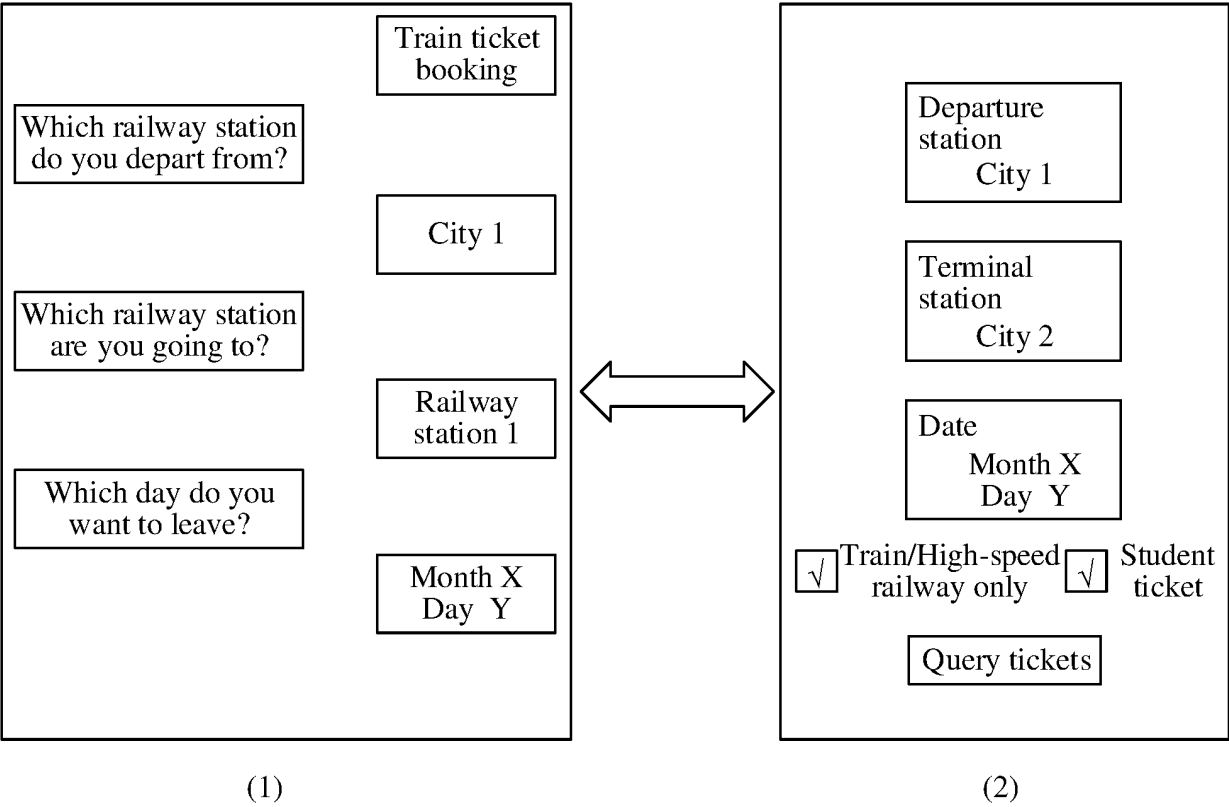 Train ticket
booking
Which railway station
do you depart from?
City 1
Which railway station
are you going to?
Railway
station 1
Which day do you
want to leave?
Month X
Day Y
(1)
Departure
station
City 1
Terminal
station
City 2
Date
Month X
Day Y
√ Train/High-speed
railway only
√ Student
ticket
Query tickets
(2)